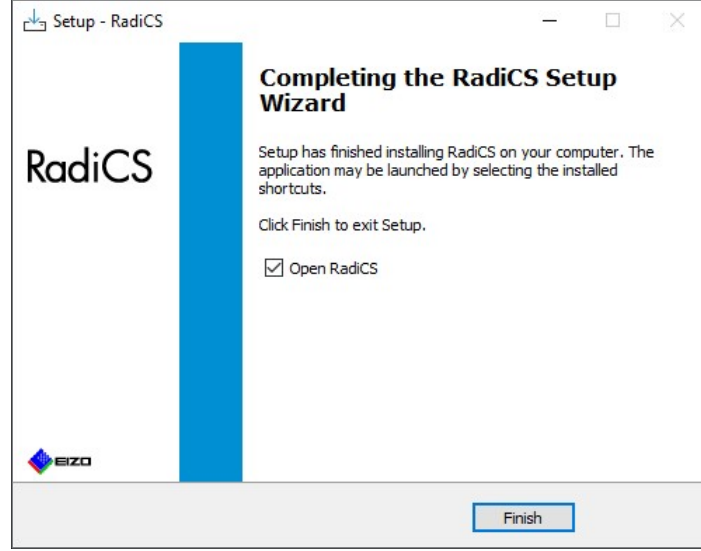 Setup - RadiCS
Completing the RadiCS Setup
Wizard
RadiCS
Setup has finished installing RadiCS on your computer. The
application may be launched by selecting the installed
shortcuts.
Click Finish to exit Setup.
Open RadiCS
EIZO
Finish